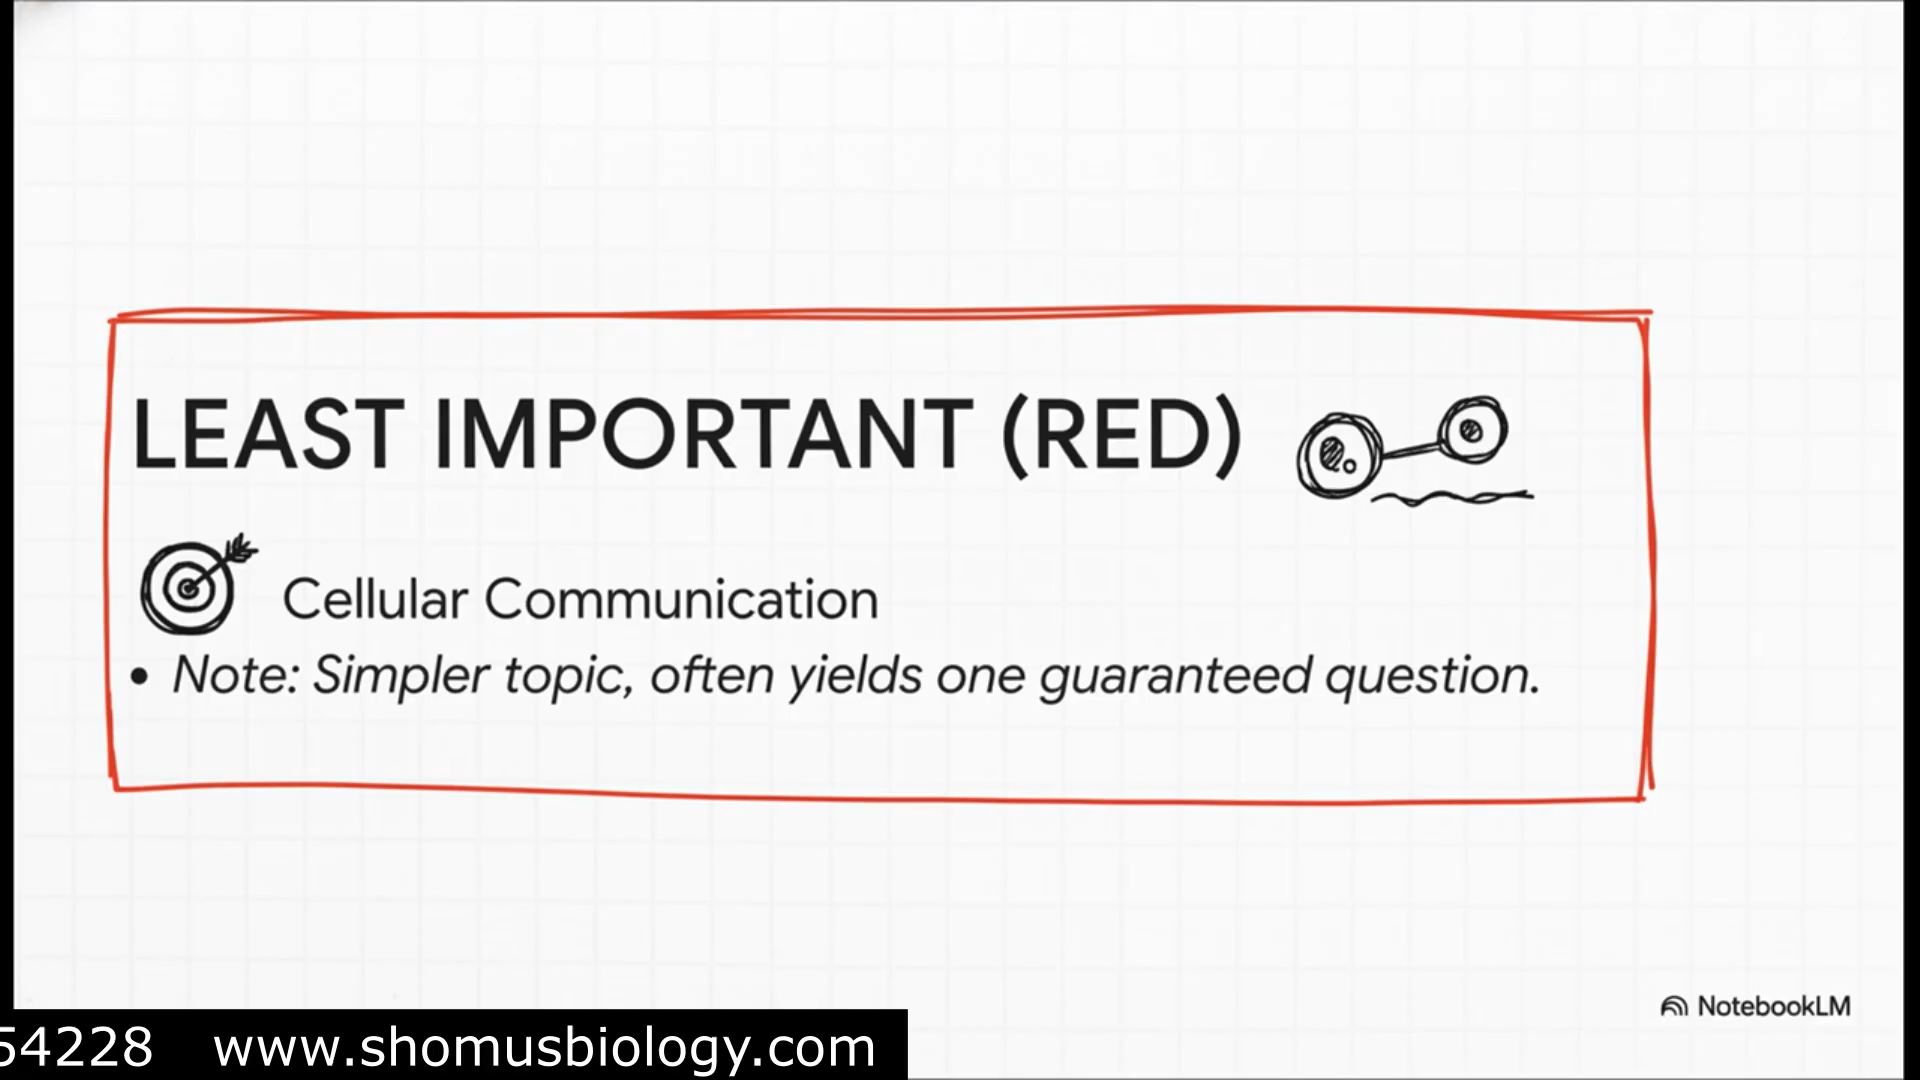 LEAST IMPORTANT (RED)
Cellular Communication
• Note: Simpler topic, often yields one guaranteed question.
NotebookLM
54228 www.shomusbiology.com